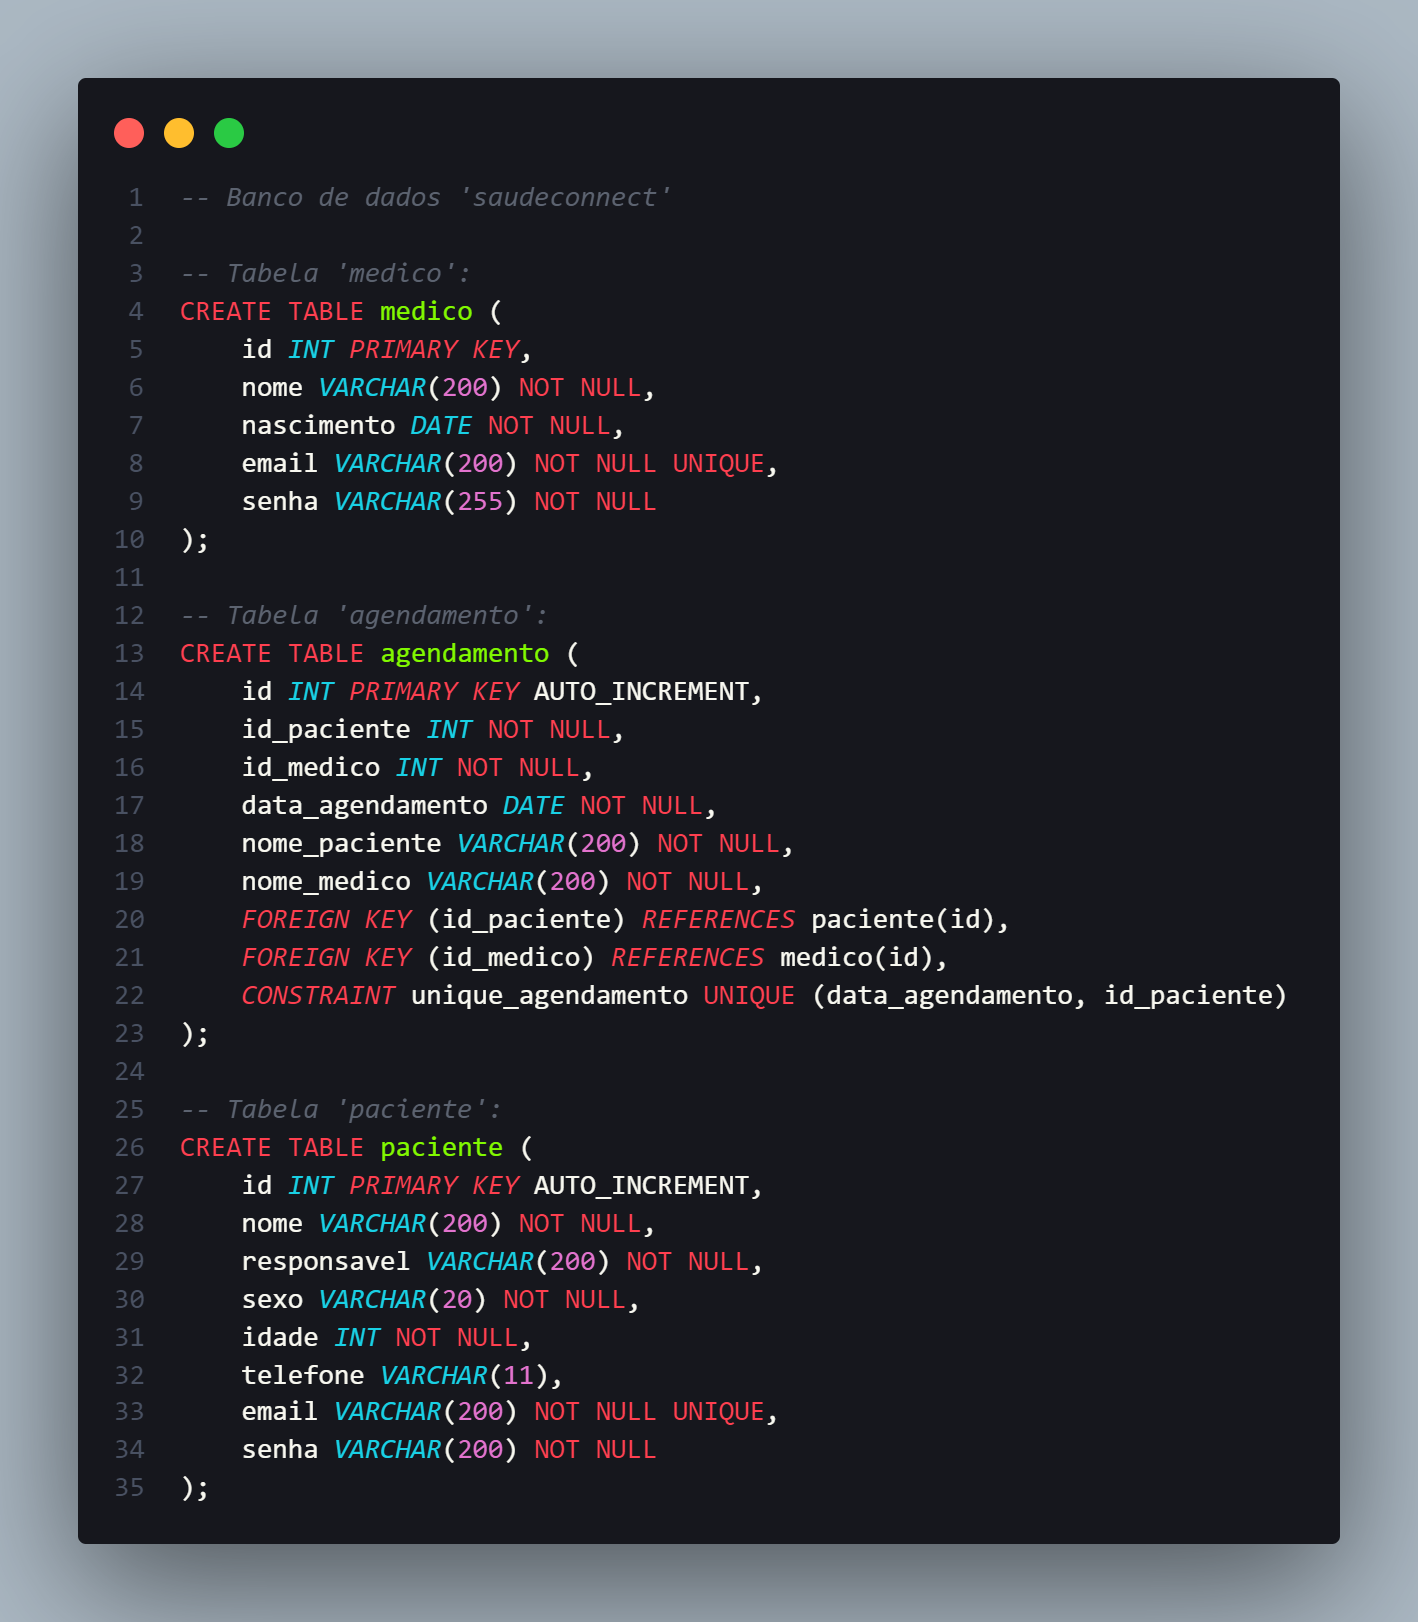 1 -- Banco de dados 'saudeconnect'
2
3 -- Tabela 'medico':
4 CREATE TABLE medico (
5     id INT PRIMARY KEY,
6     nome VARCHAR(200) NOT NULL,
7     nascimento DATE NOT NULL,
8     email VARCHAR(200) NOT NULL UNIQUE,
9     senha VARCHAR(255) NOT NULL
10 );
11
12 -- Tabela 'agendamento':
13 CREATE TABLE agendamento (
14     id INT PRIMARY KEY AUTO_INCREMENT,
15     id_paciente INT NOT NULL,
16     id_medico INT NOT NULL,
17     data_agendamento DATE NOT NULL,
18     nome_paciente VARCHAR(200) NOT NULL,
19     nome_medico VARCHAR(200) NOT NULL,
20     FOREIGN KEY (id_paciente) REFERENCES paciente(id),
21     FOREIGN KEY (id_medico) REFERENCES medico(id),
22     CONSTRAINT unique_agendamento UNIQUE (data_agendamento, id_paciente)
23 );
24
25 -- Tabela 'paciente':
26 CREATE TABLE paciente (
27     id INT PRIMARY KEY AUTO_INCREMENT,
28     nome VARCHAR(200) NOT NULL,
29     responsavel VARCHAR(200) NOT NULL,
30     sexo VARCHAR(20) NOT NULL,
31     idade INT NOT NULL,
32     telefone VARCHAR(11),
33     email VARCHAR(200) NOT NULL UNIQUE,
34     senha VARCHAR(200) NOT NULL
35 );